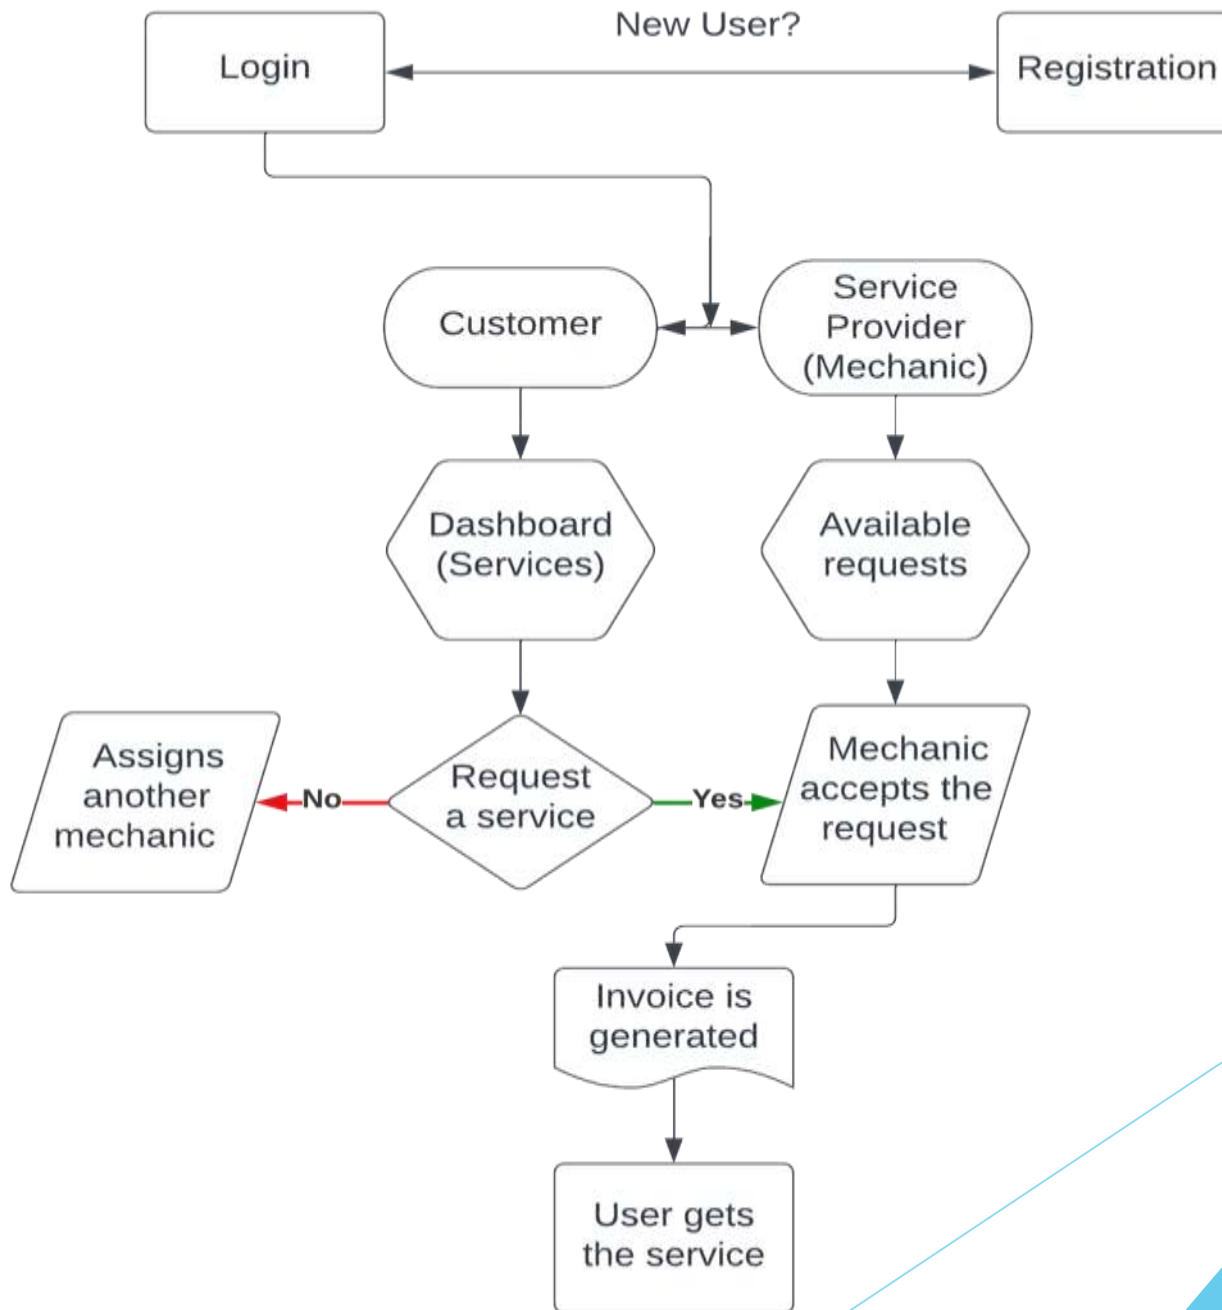 New User?
Login
Registration
Customer
Service
Provider
(Mechanic)
Dashboard
(Services)
Available
requests
Assigns
another
mechanic
No
Request
a service
Yes
Mechanic
accepts the
request
Invoice is
generated
User gets
the service